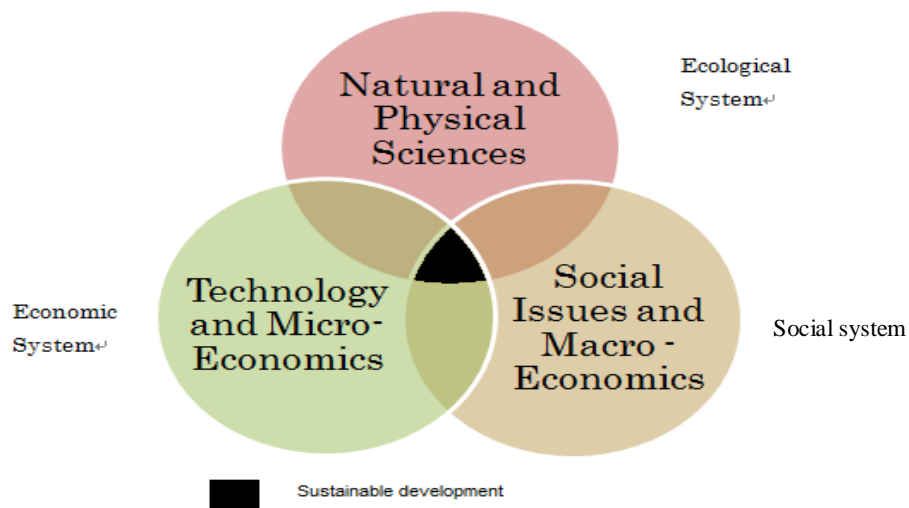 Natural and
Physical
Sciences
Ecological
System↵
Technology
and Micro-
Economics
Social
Issues and
Macro -
Economics
Economic
System↵
Social system
Sustainable development